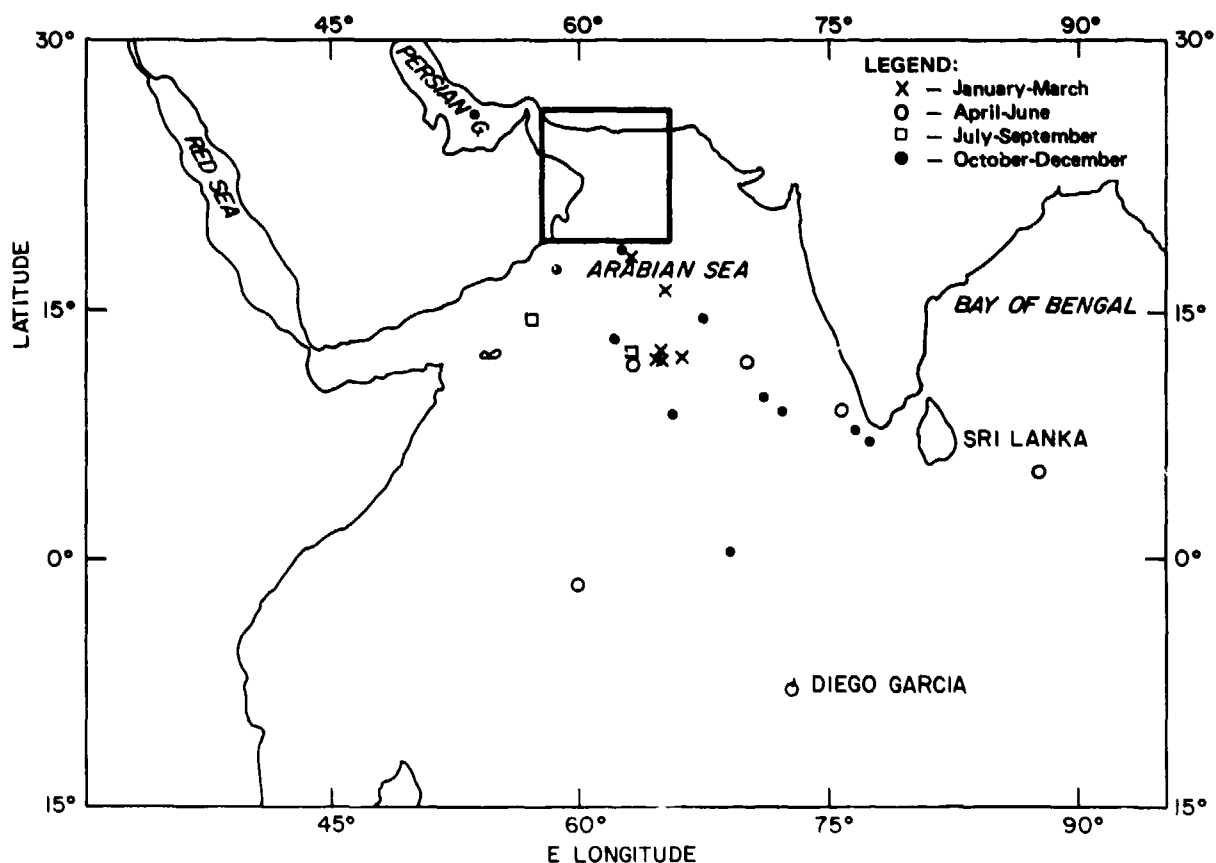 45° 60° 75° 90°
30° 30°
LEGEND:
X – January-March
O – April-June
□ – July-September
● – October-December
PERSIAN G
RED SEA
ARABIAN SEA
BAY OF BENGAL
15° 15°
LATITUDE
SRI LANKA
0° 0°
DIEGO GARCIA
15° 15°
45° 60° 75° 90°
E LONGITUDE